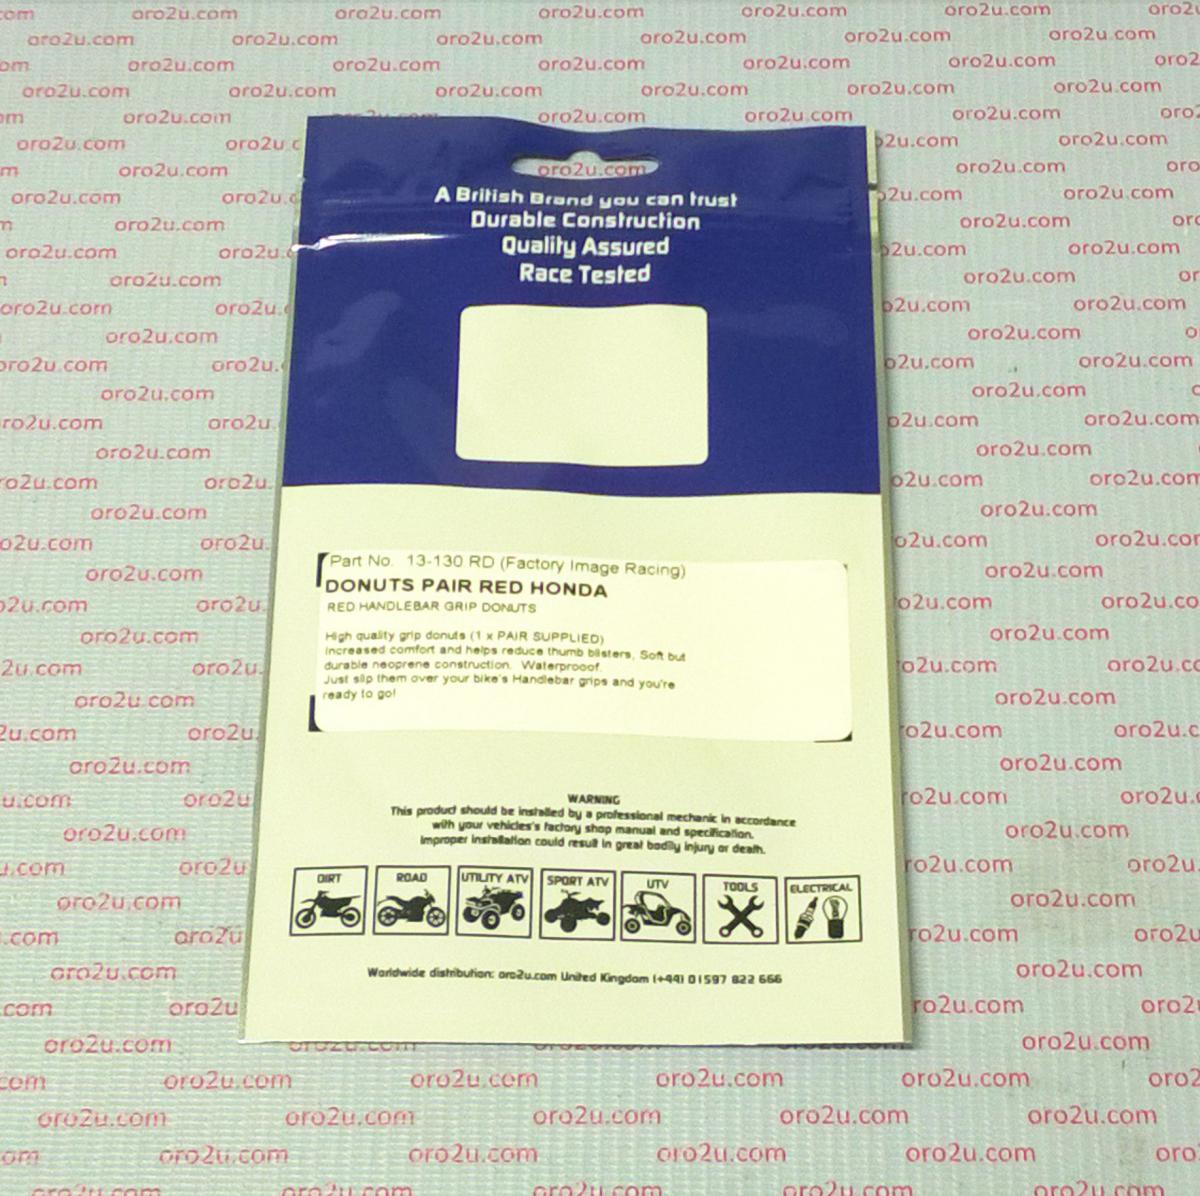 oro2u.com
A British Brand you can trust
Durable Construction
Quality Assured
Race Tested
Part No. 13-130 RD (Factory Image Racing)
DONUTS PAIR RED HONDA
RED HANDLEBAR GRIP DONUTS
High quality grip donuts (1 x PAIR SUPPLIED)
Increased comfort and helps reduce thumb blisters, Soft but
durable neoprene construction. Waterprooof.
Just slip them over your bike's Handlebar grips and you're
ready to go!
WARNING
This product should be installed by a professional mechanic in accordance
with your vehicles's factory shop manual and specification.
Improper installation could result in great bodily injury or death.
DIRT ROAD UTILITY ATV SPORT ATV UTV TOOLS ELECTRICAL
Worldwide distribution: oro2u.com United Kingdom (+44) 01597 822 666